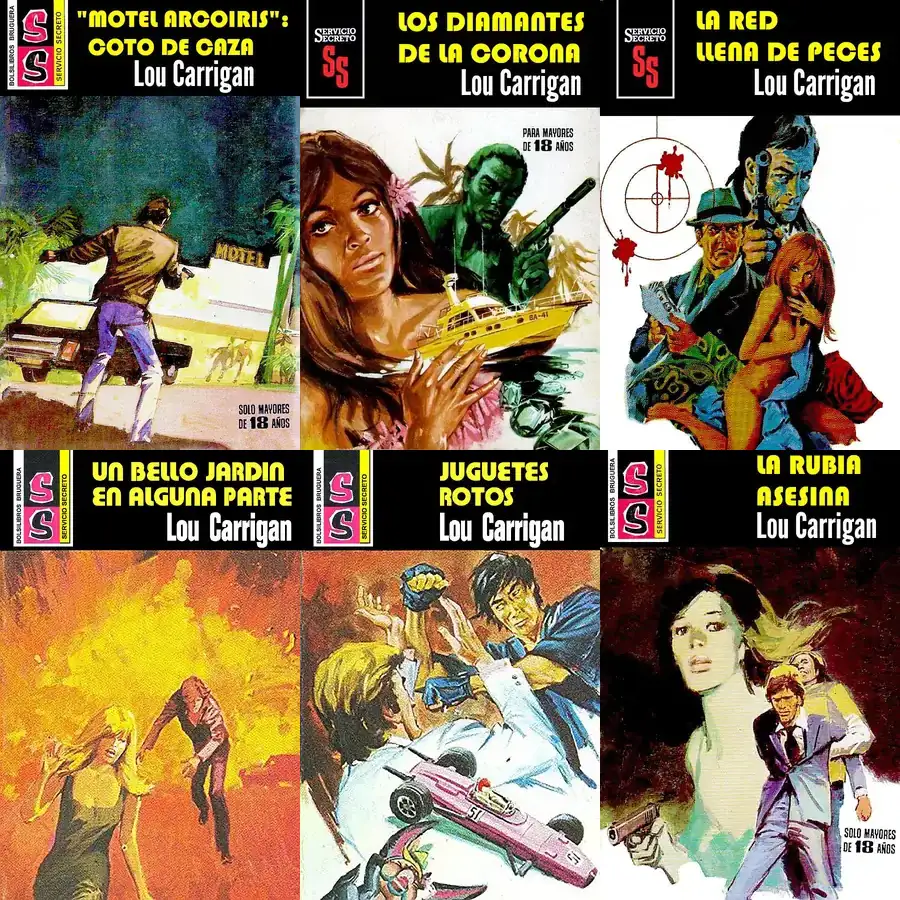 BOLSILIBROS BRUGUERA
SS
SERVICIO SECRETO
"MOTEL ARCOIRIS":
COTO DE CAZA
Lou Carrigan
MOTEL
SOLO MAYORES
DE 18 AÑOS
SERVICIO
SECRETO
SS
LOS DIAMANTES
DE LA CORONA
Lou Carrigan
PARA MAYORES
DE 18 AÑOS
BA-41
SERVICIO
SECRETO
SS
LA RED
LLENA DE PECES
Lou Carrigan
BOLSILIBROS BRUGUERA
SS
SERVICIO SECRETO
UN BELLO JARDIN
EN ALGUNA PARTE
Lou Carrigan
BOLSILIBROS BRUGUERA
SS
SERVICIO SECRETO
JUGUETES
ROTOS
Lou Carrigan
51
51
BOLSILIBROS BRUGUERA
SS
SERVICIO SECRETO
LA RUBIA
ASESINA
Lou Carrigan
SOLO MAYORES
DE 18 AÑOS